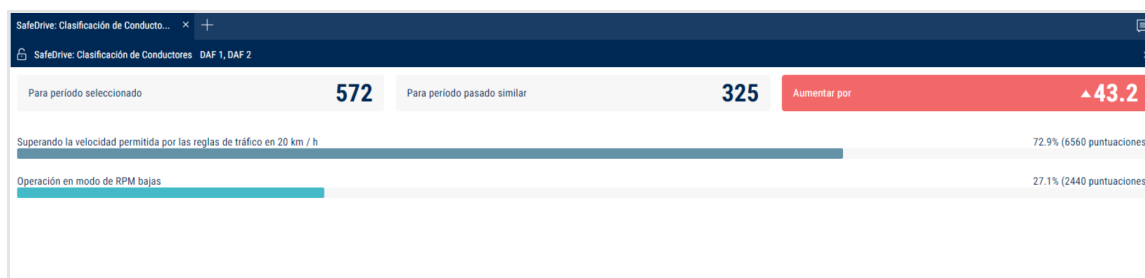 SafeDrive: Clasificación de Conducto... × +
SafeDrive: Clasificación de Conductores DAF 1, DAF 2
Para período seleccionado 572 Para período pasado similar 325 Aumentar por ▲43.2
Superando la velocidad permitida por las reglas de tráfico en 20 km / h 72.9% (6560 puntuaciones
Operación en modo de RPM bajas 27.1% (2440 puntuaciones